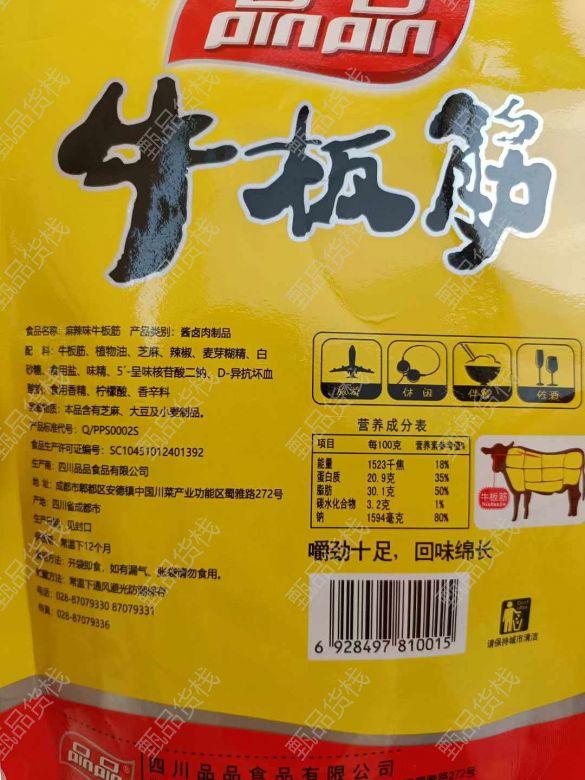 品品
pinpin
牛板筋
食品名称：麻辣味牛板筋 产品类别：酱卤肉制品
配 料：牛板筋、植物油、芝麻、辣椒、麦芽糊精、白
砂糖、食用盐、味精、5′-呈味核苷酸二钠、D-异抗坏血
酸钠、食用香精、柠檬酸、香辛料
致敏物质：本品含有芝麻、大豆及小麦制品。
产品标准代号：Q/PPS0002S
食品生产许可证编号：SC10451012401392
生产商：四川品品食品有限公司
地 址：成都市郫都区安德镇中国川菜产业功能区蜀雅路272号
产 地：四川省成都市
生产日期：见封口
保质期：常温下12个月
食用方法：开袋即食，如有漏气、胀袋请勿食用。
贮藏方法：常温下通风避光防潮保存
电话：028-87079330 87079331
传真：028-87079336
旅游 休闲 伴餐 佐酒
营养成分表
项目 每100克 营养素参考值%
能量 1523千焦 18%
蛋白质 20.9克 35%
脂肪 30.1克 50%
碳水化合物 3.2克 1%
钠 1594毫克 80%
牛板筋
嚼劲十足，回味绵长
6 928497 810015
请保持城市清洁
品品
pinpin
四川品品食品有限公司
甄品货栈